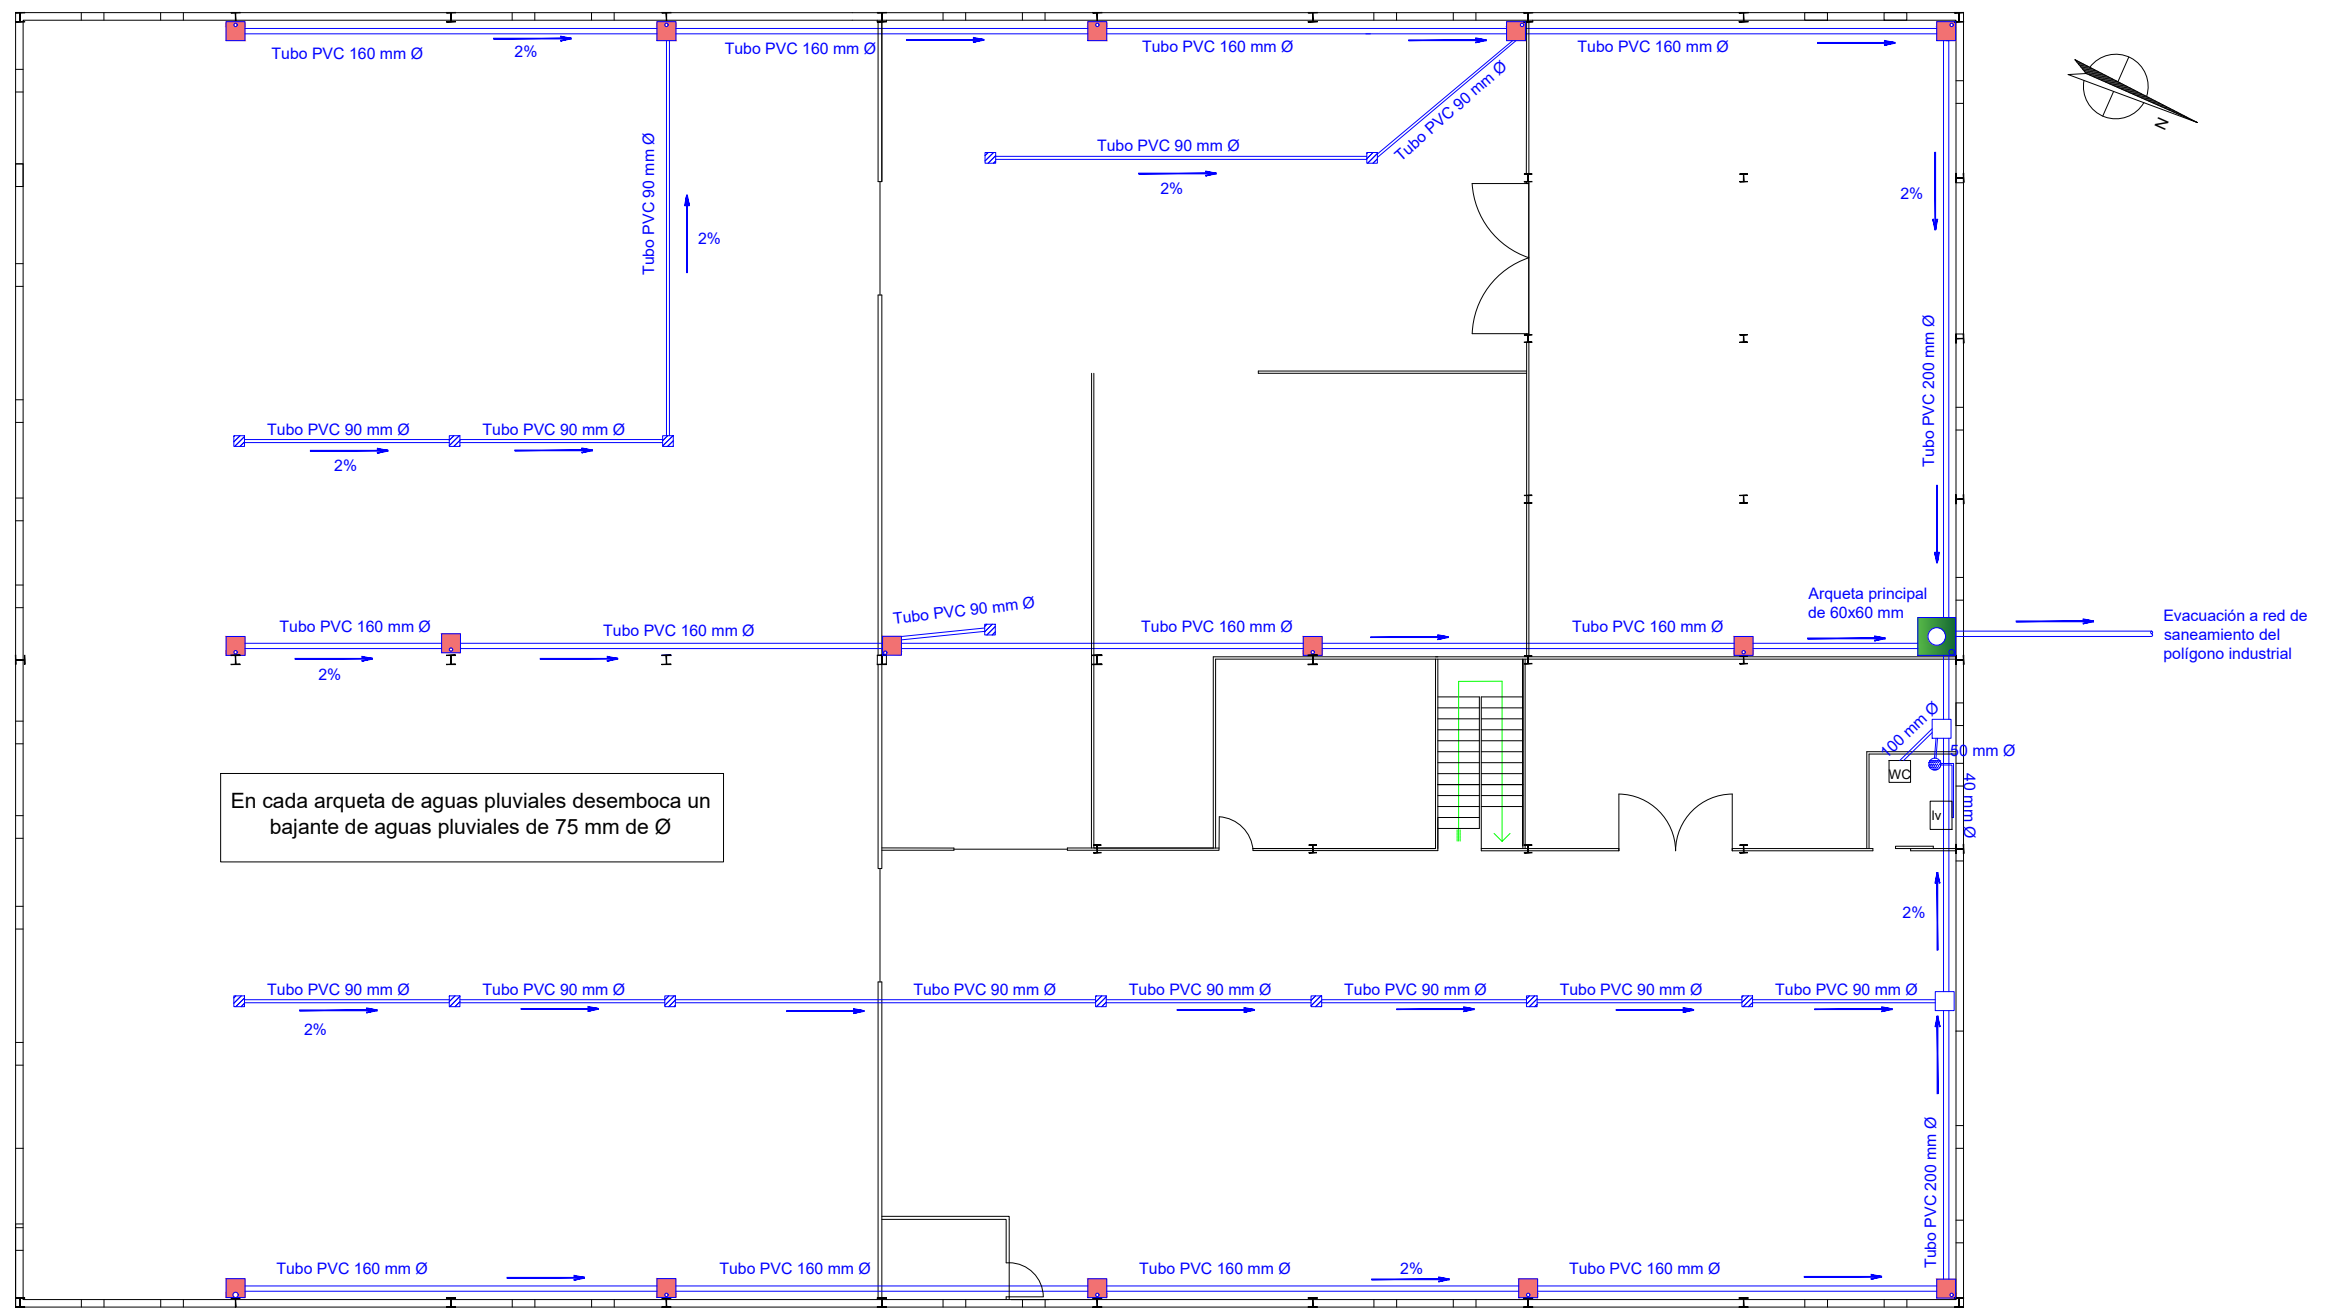 Tubo PVC 160 mm Ø
2%
Tubo PVC 160 mm Ø
Tubo PVC 160 mm Ø
Tubo PVC 160 mm Ø
Tubo PVC 90 mm Ø
N
Tubo PVC 90 mm Ø
2%
Tubo PVC 90 mm Ø
2%
2%
Tubo PVC 200 mm Ø
Tubo PVC 90 mm Ø
Tubo PVC 90 mm Ø
2%
Tubo PVC 160 mm Ø
2%
Tubo PVC 160 mm Ø
Tubo PVC 90 mm Ø
Tubo PVC 160 mm Ø
Tubo PVC 160 mm Ø
Arqueta principal
de 60x60 mm
Evacuación a red de
saneamiento del
polígono industrial
100 mm Ø
50 mm Ø
WC
40 mm Ø
lv
En cada arqueta de aguas pluviales desemboca un
bajante de aguas pluviales de 75 mm de Ø
2%
Tubo PVC 90 mm Ø
2%
Tubo PVC 90 mm Ø
Tubo PVC 90 mm Ø
Tubo PVC 90 mm Ø
Tubo PVC 90 mm Ø
Tubo PVC 90 mm Ø
Tubo PVC 90 mm Ø
Tubo PVC 200 mm Ø
Tubo PVC 160 mm Ø
Tubo PVC 160 mm Ø
Tubo PVC 160 mm Ø
2%
Tubo PVC 160 mm Ø